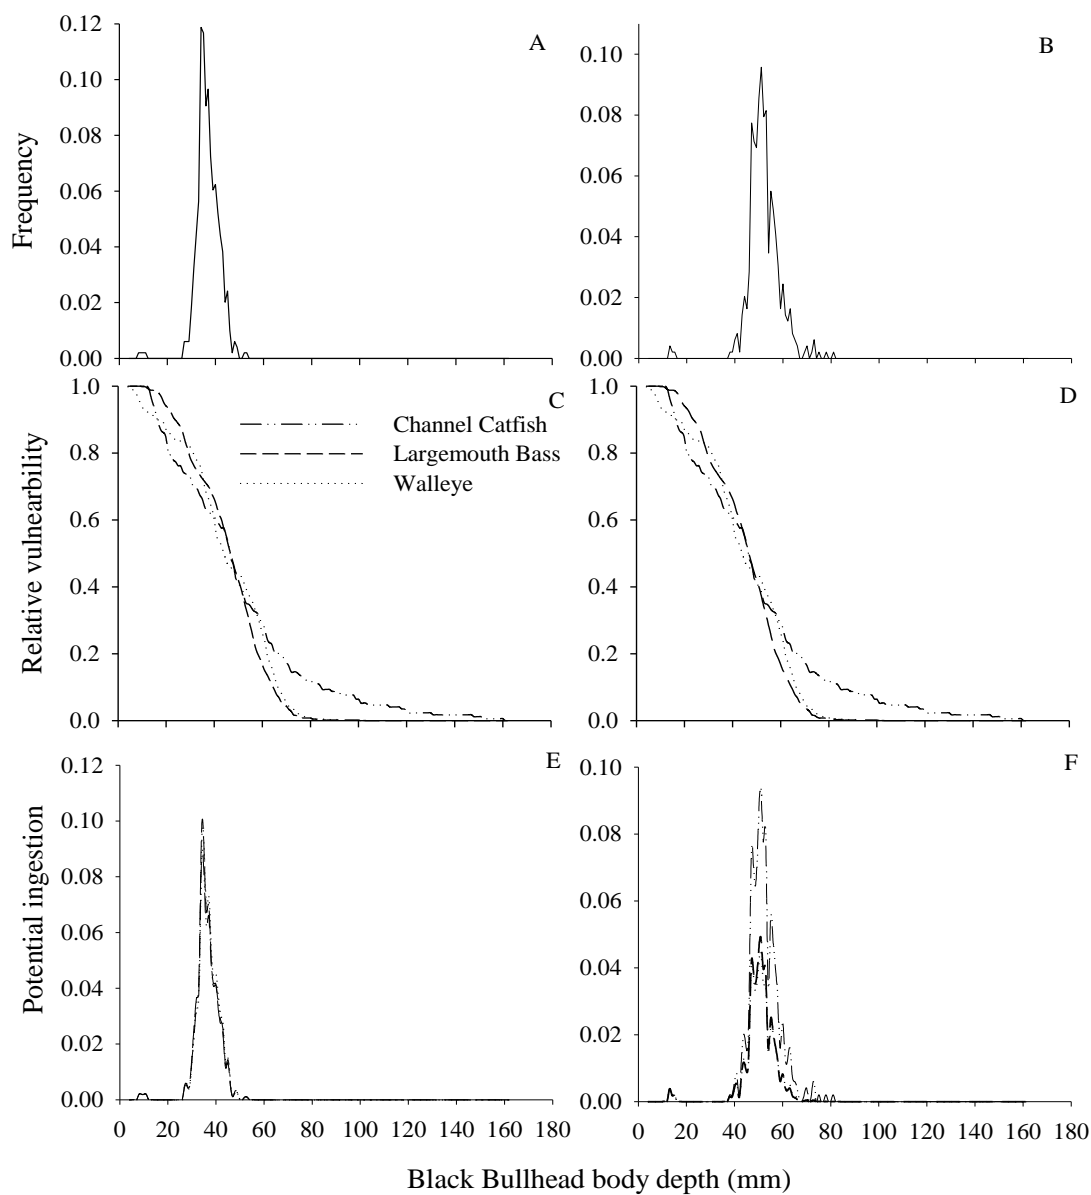 A
B
Frequency
0.12
0.10
0.08
0.06
0.04
0.02
0.00
0.10
0.08
0.06
0.04
0.02
0.00
C
D
Relative vulnearbility
1.0
0.8
0.6
0.4
0.2
0.0
Channel Catfish
Largemouth Bass
Walleye
1.0
0.8
0.6
0.4
0.2
0.0
E
F
Potential ingestion
0.12
0.10
0.08
0.06
0.04
0.02
0.00
0.10
0.08
0.06
0.04
0.02
0.00
0 20 40 60 80 100 120 140 160 180
0 20 40 60 80 100 120 140 160 180
Black Bullhead body depth (mm)